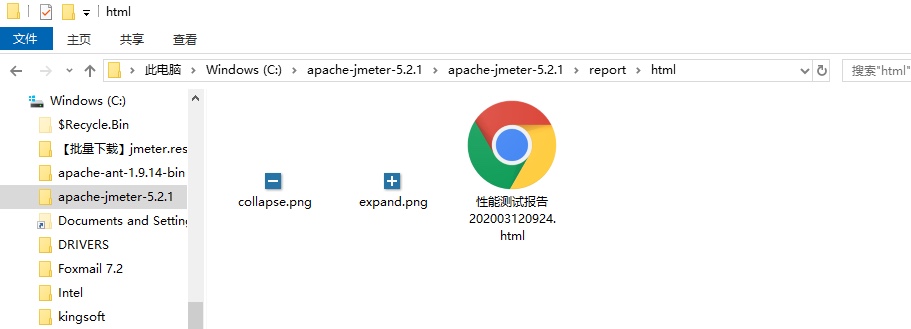 html
文件
主页
共享
查看
此电脑 Windows (C:) apache-jmeter-5.2.1 apache-jmeter-5.2.1 report html
搜索"html"
Windows (C:)
$Recycle.Bin
【批量下载】jmeter.res
apache-ant-1.9.14-bin
apache-jmeter-5.2.1
Documents and Setting
DRIVERS
Foxmail 7.2
Intel
kingsoft
collapse.png
expand.png
性能测试报告
202003120924.
html